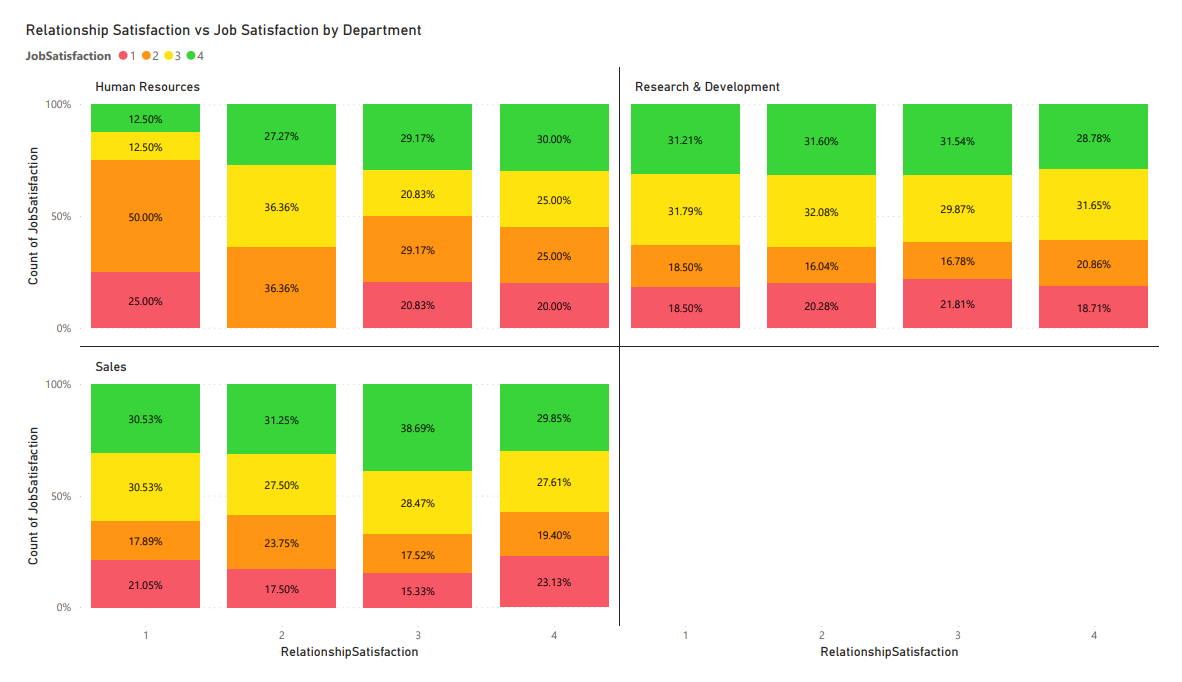 Relationship Satisfaction vs Job Satisfaction by Department
JobSatisfaction 1 2 3 4
Human Resources
Count of JobSatisfaction
100%
50%
0%
12.50% 27.27% 29.17% 30.00%
12.50% 36.36% 20.83% 25.00%
50.00% 36.36% 29.17% 25.00%
25.00% 20.83% 20.00%
Research & Development
31.21% 31.60% 31.54% 28.78%
31.79% 32.08% 29.87% 31.65%
18.50% 16.04% 16.78% 20.86%
18.50% 20.28% 21.81% 18.71%
Sales
Count of JobSatisfaction
100%
50%
0%
30.53% 31.25% 38.69% 29.85%
30.53% 27.50% 28.47% 27.61%
17.89% 23.75% 17.52% 19.40%
21.05% 17.50% 15.33% 23.13%
1 2 3 4
RelationshipSatisfaction
1 2 3 4
RelationshipSatisfaction